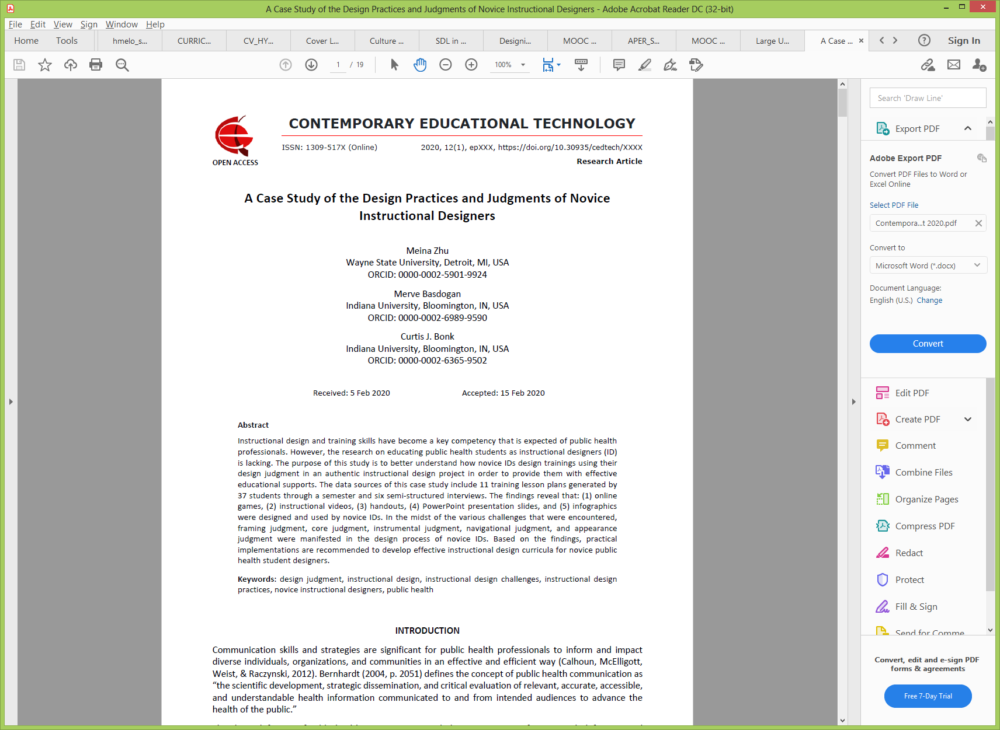 A Case Study of the Design Practices and Judgments of Novice Instructional Designers - Adobe Acrobat Reader DC (32-bit)
File Edit View Sign Window Help
Home Tools hmelo_s... CURRIC... CV_HY... Cover L... Culture ... SDL in ... Designi... MOOC ... APER_S... MOOC ... Large U... A Case ... Sign In
1 / 19 100%
CONTEMPORARY EDUCATIONAL TECHNOLOGY
ISSN: 1309-517X (Online) 2020, 12(1), epXXX, https://doi.org/10.30935/cedtech/XXXX
OPEN ACCESS
Research Article
A Case Study of the Design Practices and Judgments of Novice
Instructional Designers
Meina Zhu
Wayne State University, Detroit, MI, USA
ORCID: 0000-0002-5901-9924
Merve Basdogan
Indiana University, Bloomington, IN, USA
ORCID: 0000-0002-6989-9590
Curtis J. Bonk
Indiana University, Bloomington, IN, USA
ORCID: 0000-0002-6365-9502
Received: 5 Feb 2020 Accepted: 15 Feb 2020
Abstract
Instructional design and training skills have become a key competency that is expected of public health
professionals. However, the research on educating public health students as instructional designers (ID)
is lacking. The purpose of this study is to better understand how novice IDs design trainings using their
design judgment in an authentic instructional design project in order to provide them with effective
educational supports. The data sources of this case study include 11 training lesson plans generated by
37 students through a semester and six semi-structured interviews. The findings reveal that: (1) online
games, (2) instructional videos, (3) handouts, (4) PowerPoint presentation slides, and (5) infographics
were designed and used by novice IDs. In the midst of the various challenges that were encountered,
framing judgment, core judgment, instrumental judgment, navigational judgment, and appearance
judgment were manifested in the design process of novice IDs. Based on the findings, practical
implementations are recommended to develop effective instructional design curricula for novice public
health student designers.
Keywords: design judgment, instructional design, instructional design challenges, instructional design
practices, novice instructional designers, public health
INTRODUCTION
Communication skills and strategies are significant for public health professionals to inform and impact
diverse individuals, organizations, and communities in an effective and efficient way (Calhoun, McElligott,
Weist, & Raczynski, 2012). Bernhardt (2004, p. 2051) defines the concept of public health communication as
“the scientific development, strategic dissemination, and critical evaluation of relevant, accurate, accessible,
and understandable health information communicated to and from intended audiences to advance the
health of the public.”
Search 'Draw Line'
Export PDF
Adobe Export PDF
Convert PDF Files to Word or
Excel Online
Select PDF File
Contempora...t 2020.pdf
Convert to
Microsoft Word (*.docx)
Document Language:
English (U.S.) Change
Convert
Edit PDF
Create PDF
Comment
Combine Files
Organize Pages
Compress PDF
Redact
Protect
Fill & Sign
Send for Comme
Convert, edit and e-sign PDF
forms & agreements
Free 7-Day Trial